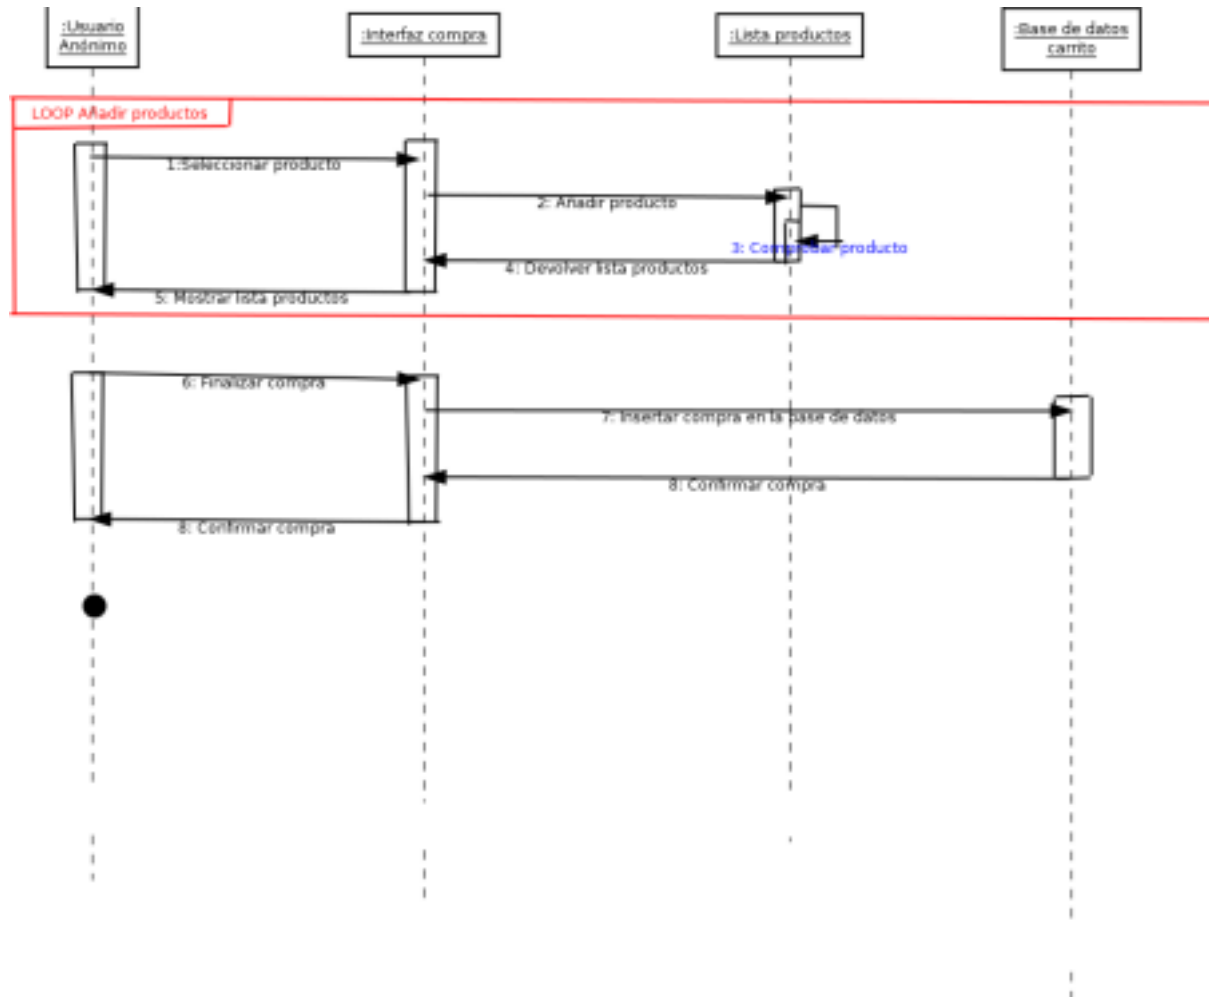 :Usuario
Anónimo
:Interfaz compra
:Lista productos
:Base de datos
carrito
LOOP Añadir productos
1:Seleccionar producto
2: Añadir producto
3: Comprobar producto
4: Devolver lista productos
5: Mostrar lista productos
6: Finalizar compra
7: Insertar compra en la base de datos
8: Confirmar compra
8: Confirmar compra